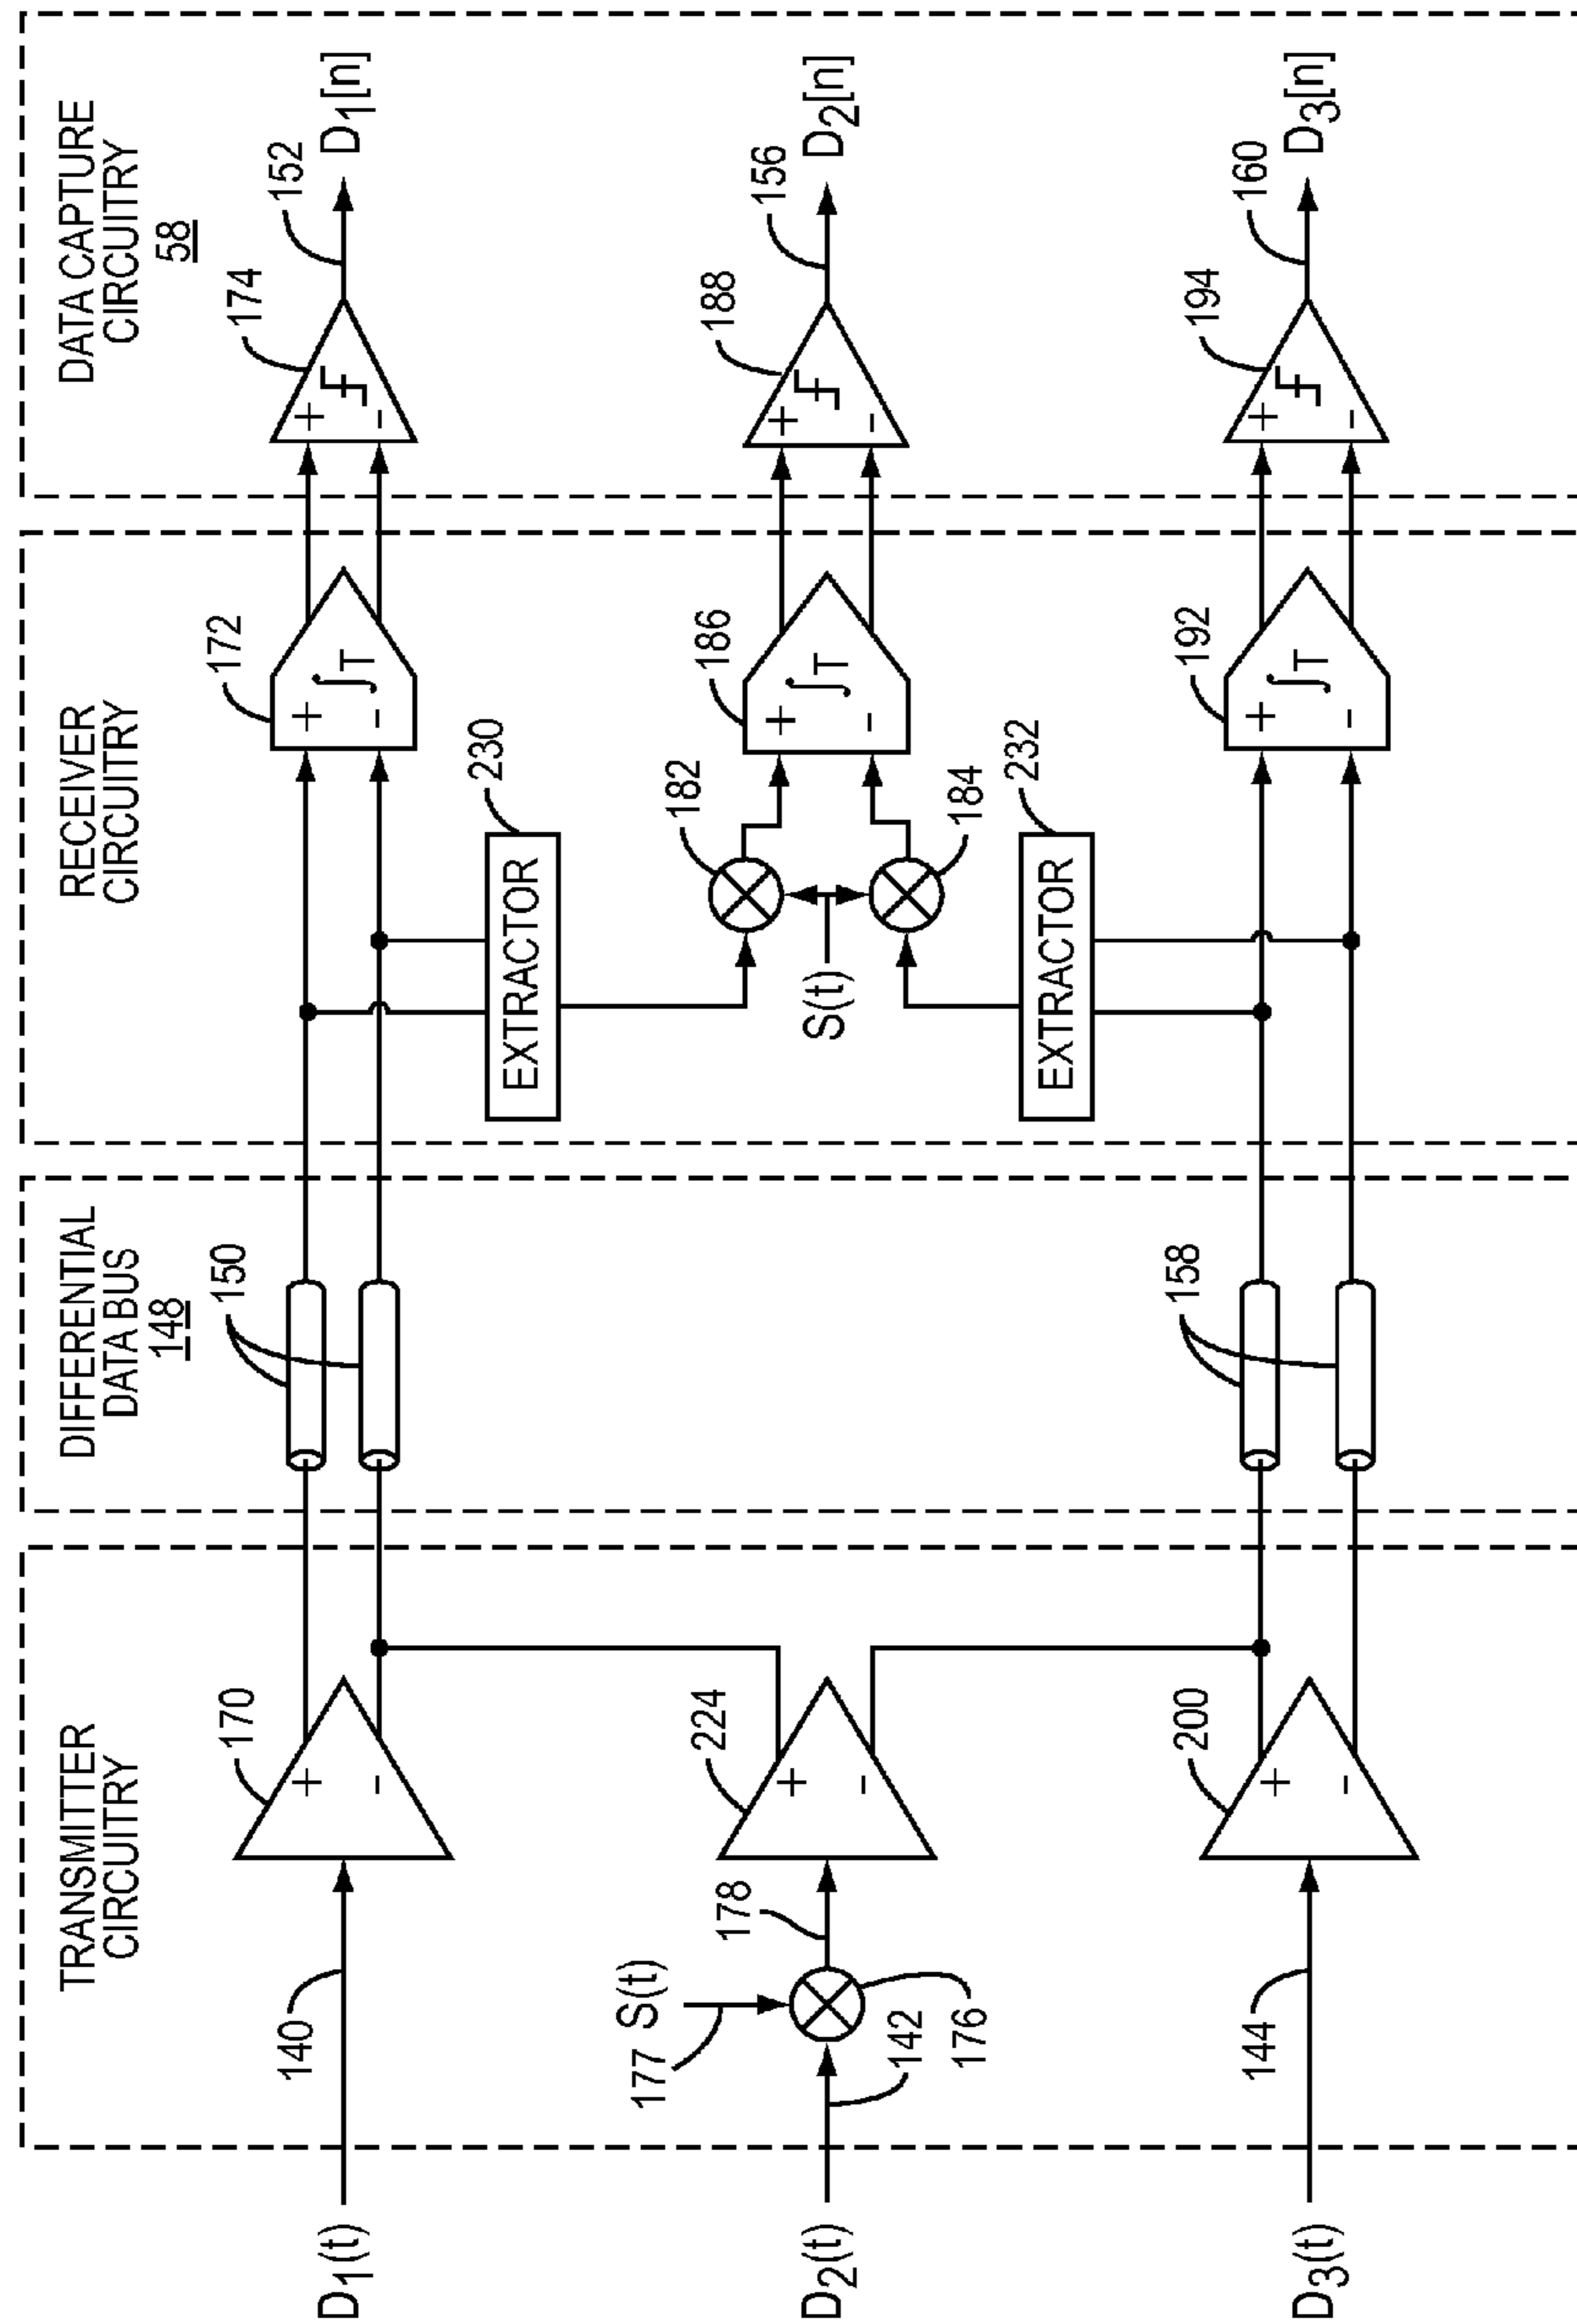 TRANSMITTER
CIRCUITRY
DIFFERENTIAL
DATA BUS
148
RECEIVER
CIRCUITRY
DATA CAPTURE
CIRCUITRY
58
D1(t)
140
170
+
-
150
172
+
-
∫T
174
+
-
152
D1[n]
230
EXTRACTOR
177 S(t)
D2(t)
142
176
178
224
+
-
S(t)
182
184
186
+
-
∫T
188
+
-
156
D2[n]
232
EXTRACTOR
D3(t)
144
200
+
-
158
192
+
-
∫T
194
+
-
160
D3[n]